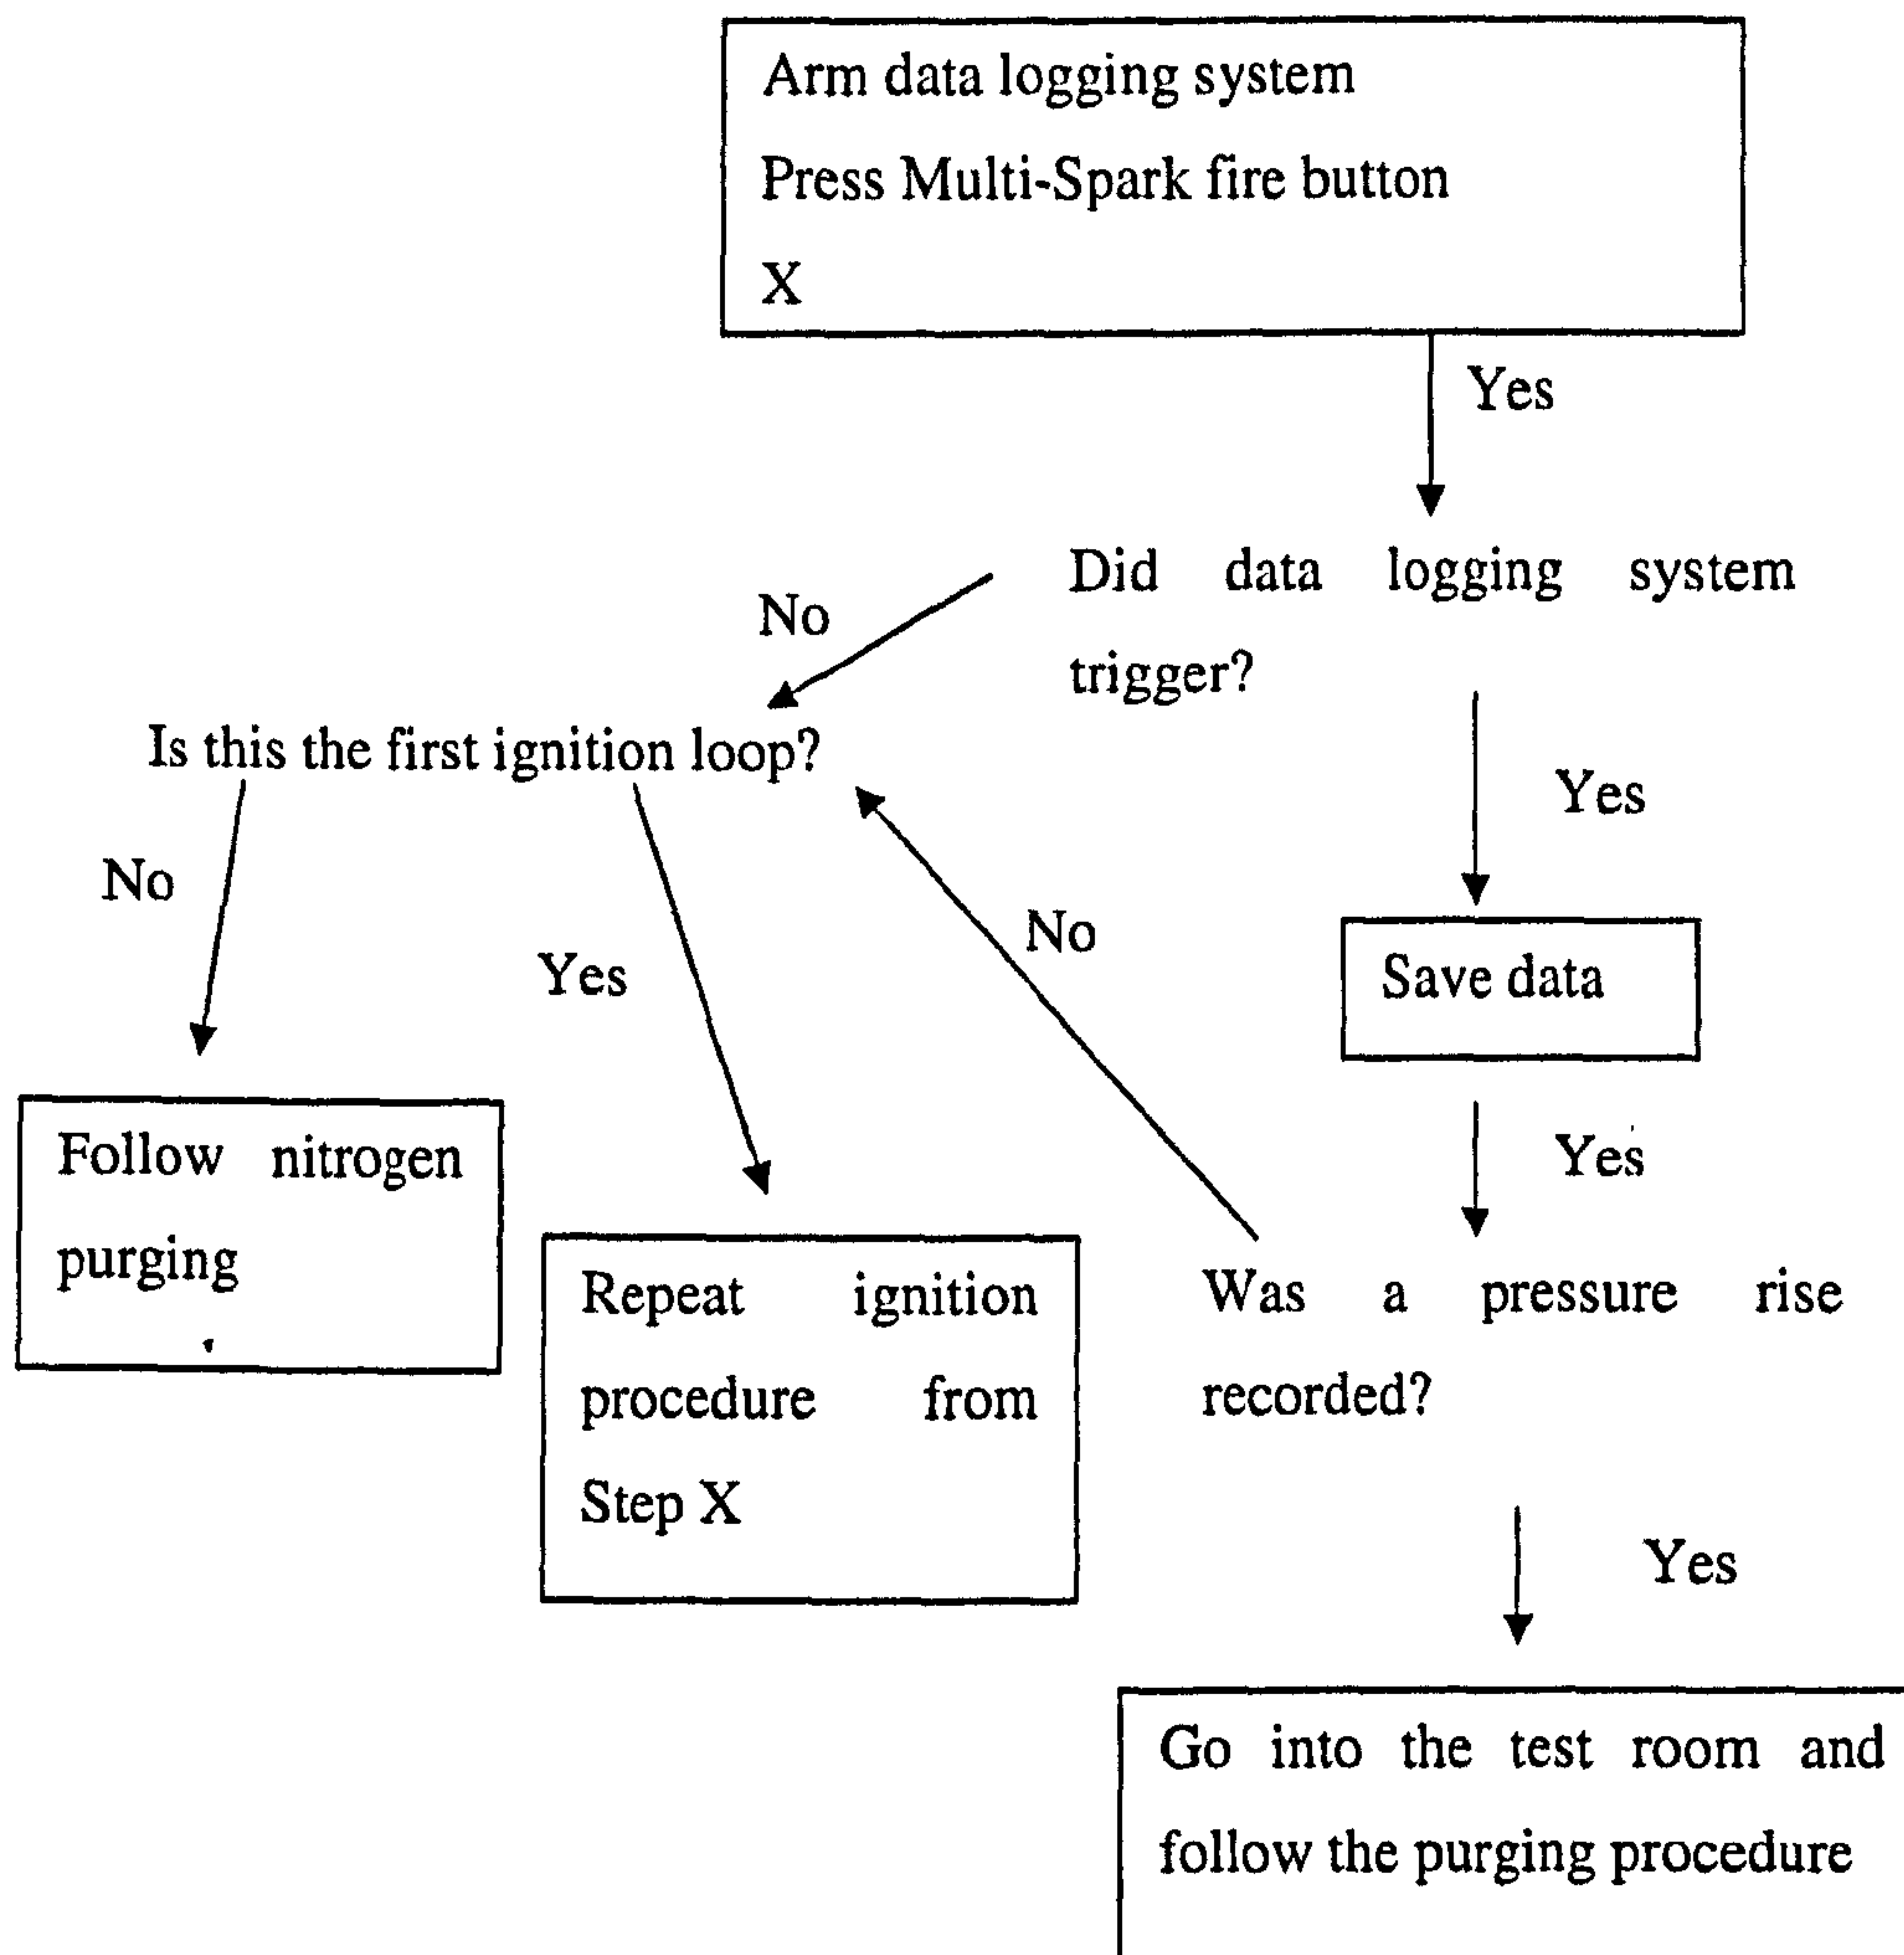 Arm data logging system
Press Multi-Spark fire button
X
Yes
Did data logging system
trigger?
No
Is this the first ignition loop?
Yes
No
Yes
No
Save data
Yes
Follow nitrogen
purging
Repeat ignition
procedure from
Step X
Was a pressure rise
recorded?
Yes
Go into the test room and
follow the purging procedure